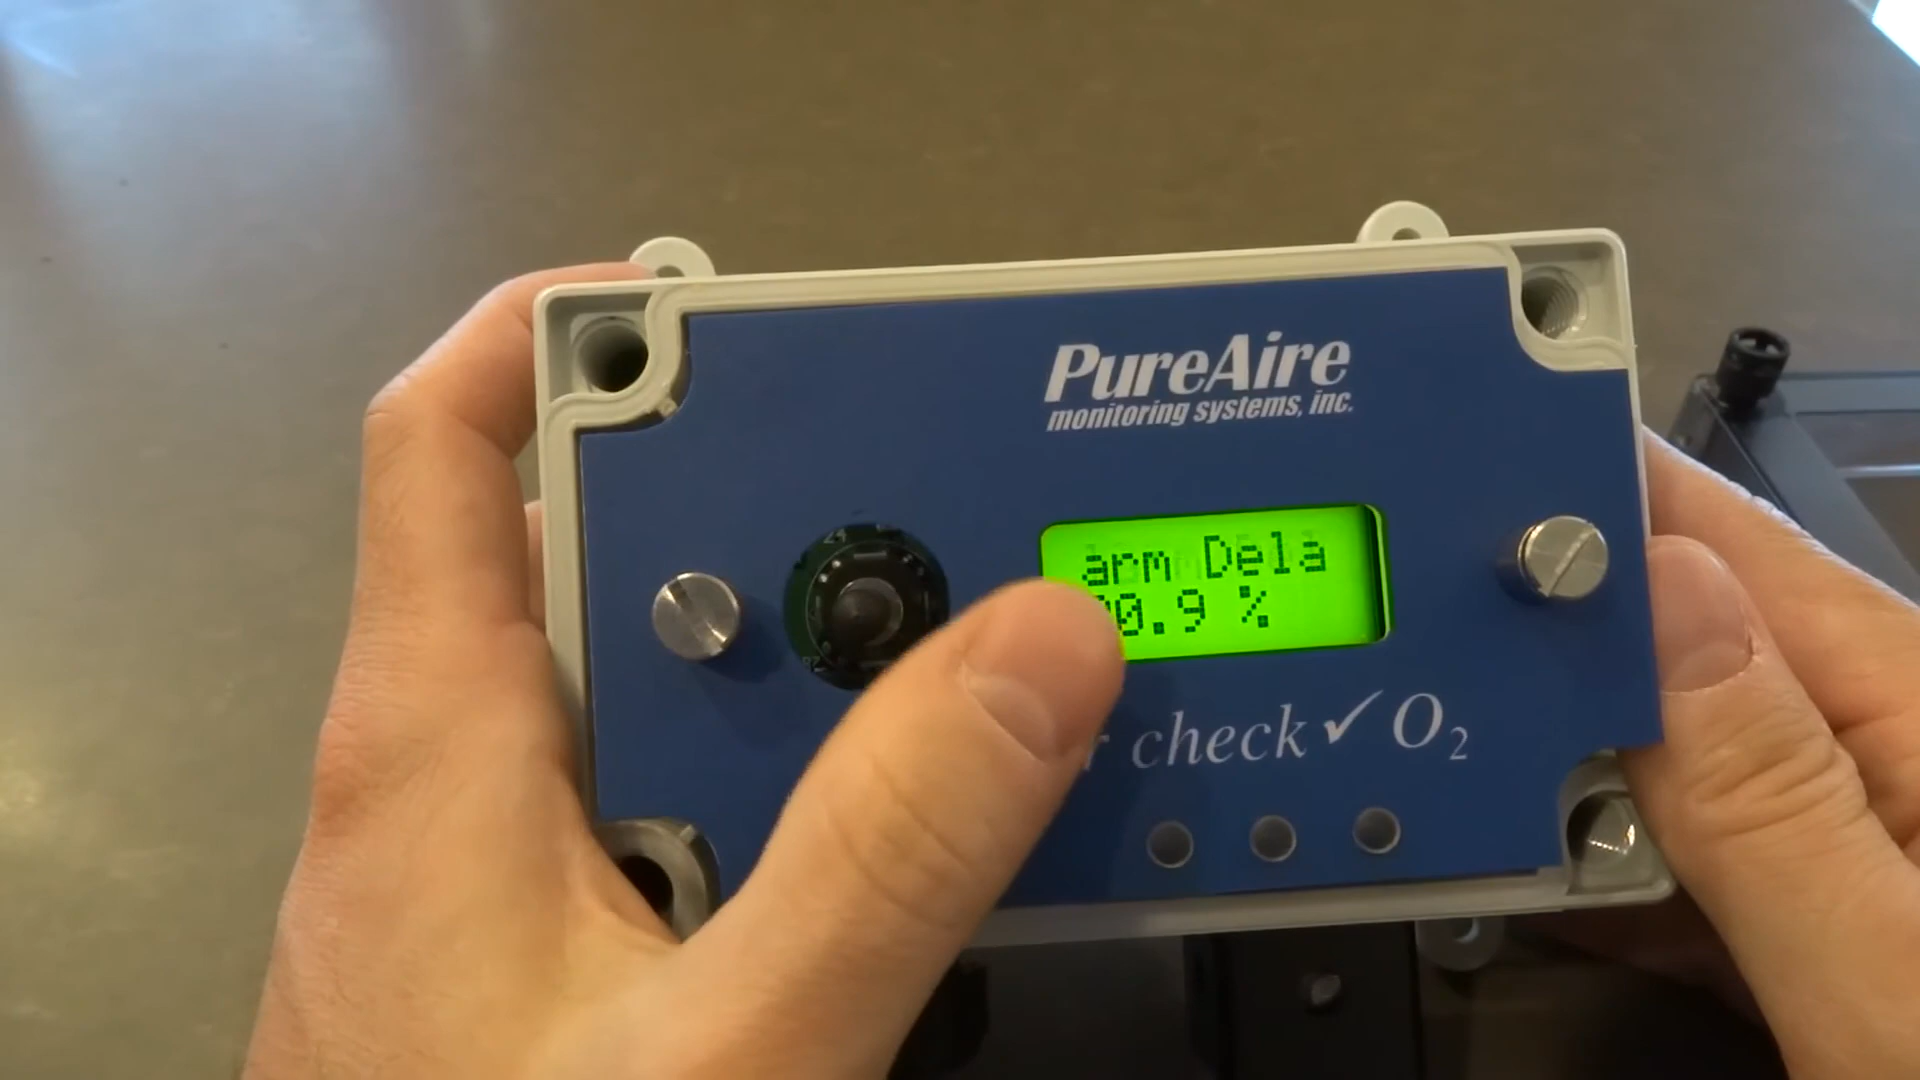 PureAire
monitoring systems, inc.
arm Dela
0.9 %
check✓O₂